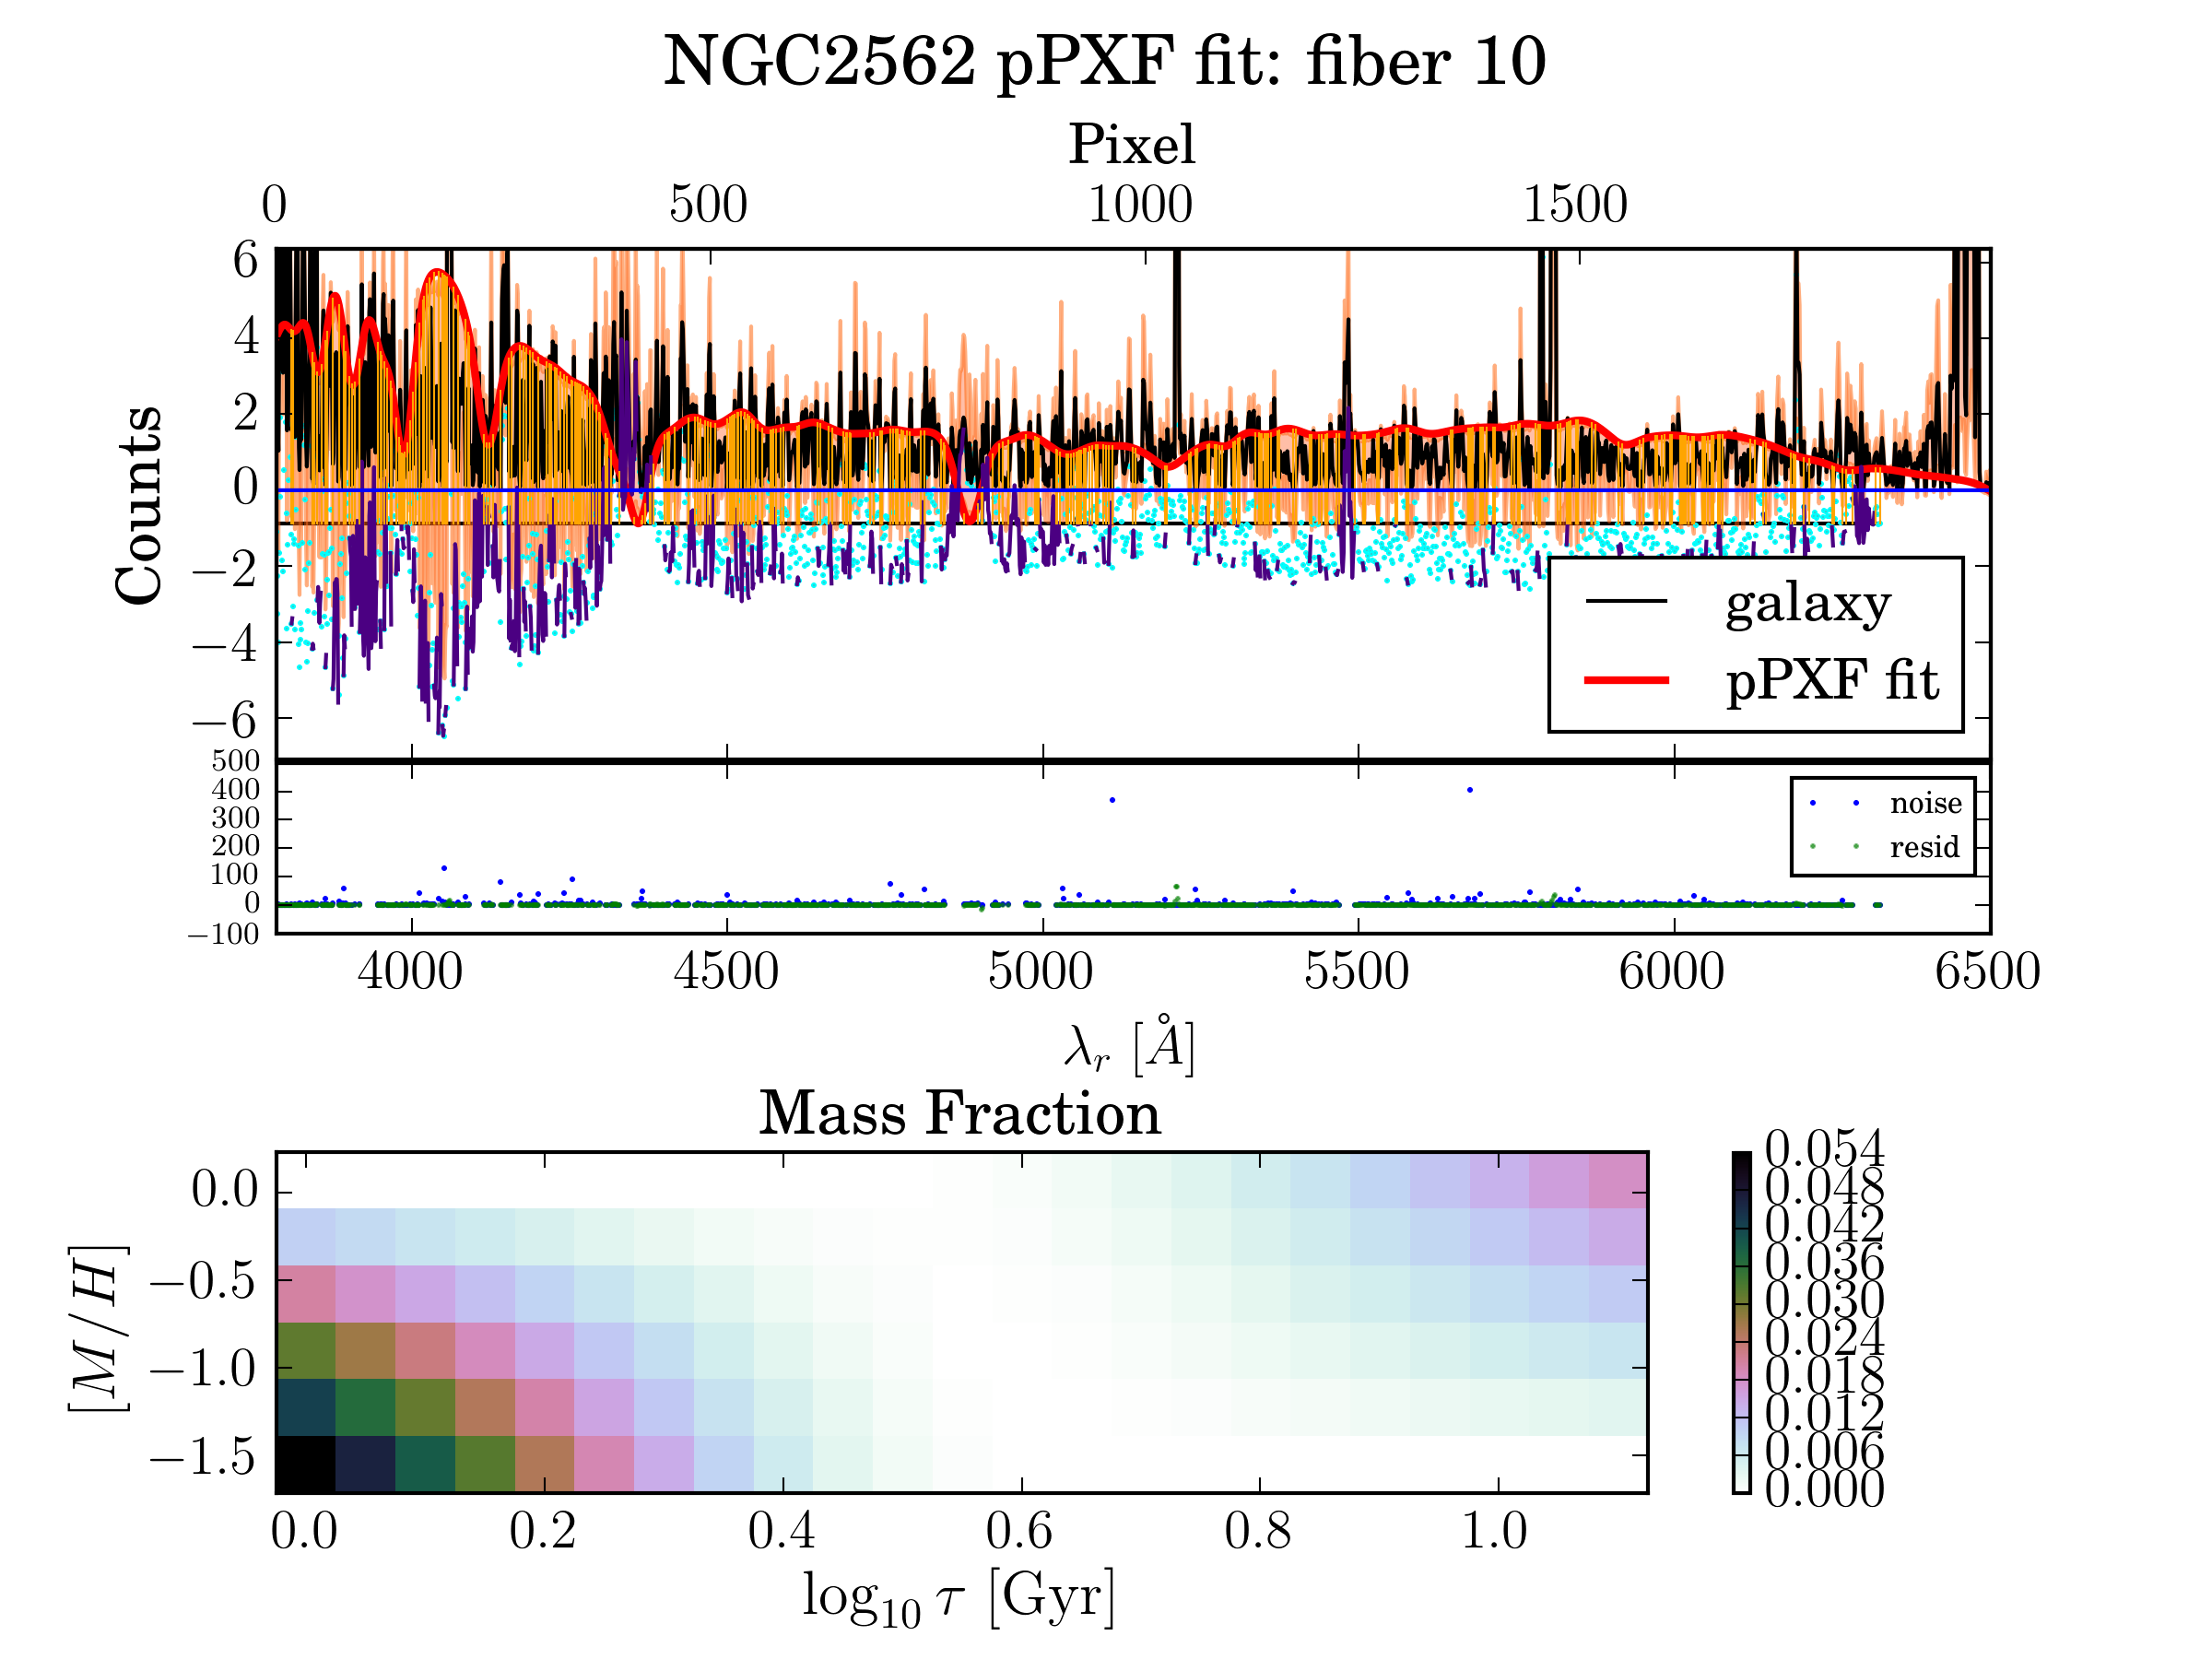 NGC2562 pPXF fit: fiber 10
Pixel
0 500 1000 1500
6
4
2
0
−2
−4
−6
Counts
galaxy
pPXF fit
500
400
300
200
100
0
−100
noise
resid
4000 4500 5000 5500 6000 6500
λr [Å]
Mass Fraction
0.0
−0.5
−1.0
−1.5
[M/H]
0.0 0.2 0.4 0.6 0.8 1.0
log10 τ [Gyr]
0.054
0.048
0.042
0.036
0.030
0.024
0.018
0.012
0.006
0.000